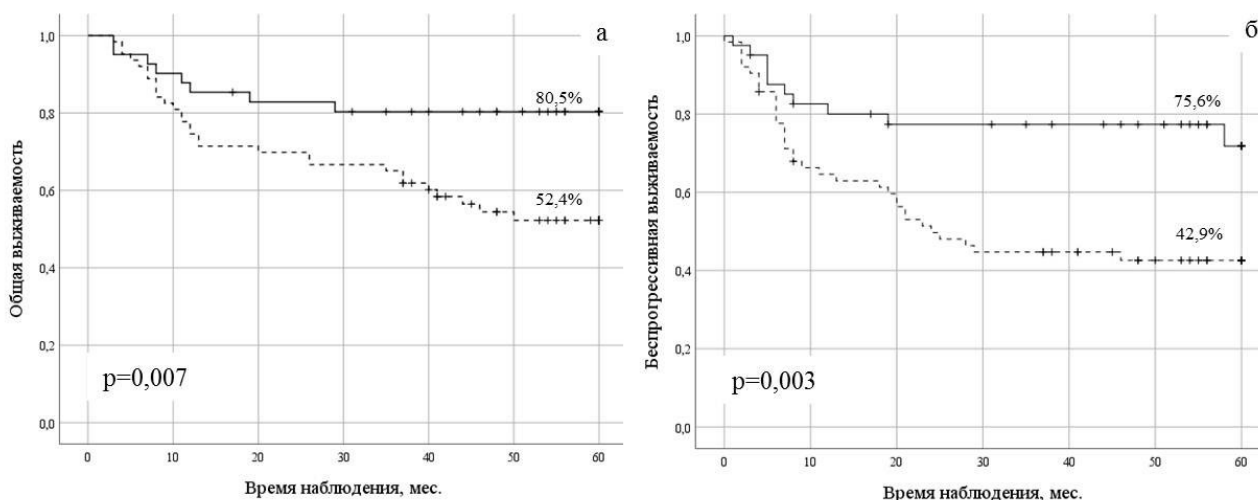 а
Общая выживаемость
1,0
0,8
0,6
0,4
0,2
0,0
80,5%
52,4%
p=0,007
0 10 20 30 40 50 60
Время наблюдения, мес.
б
Беспрогрессивная выживаемость
1,0
0,8
0,6
0,4
0,2
0,0
75,6%
42,9%
p=0,003
0 10 20 30 40 50 60
Время наблюдения, мес.